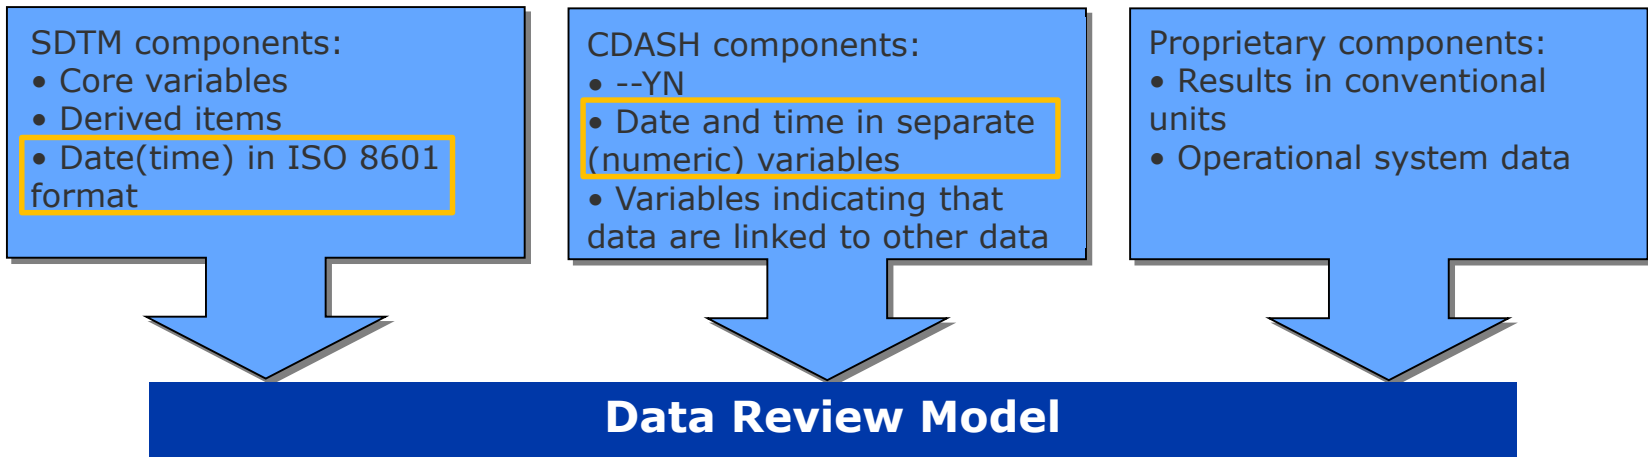 SDTM components:
• Core variables
• Derived items
• Date(time) in ISO 8601
format
CDASH components:
• --YN
• Date and time in separate
(numeric) variables
• Variables indicating that
data are linked to other data
Proprietary components:
• Results in conventional
units
• Operational system data
Data Review Model